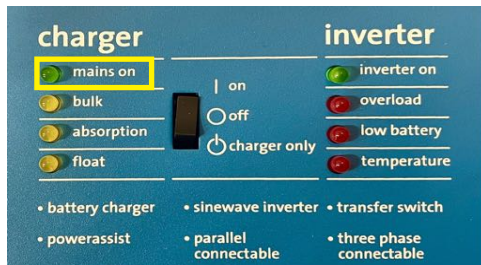 charger
mains on
bulk
absorption
float
| on
off
charger only
inverter
inverter on
overload
low battery
temperature
• battery charger
• sinewave inverter
• transfer switch
• powerassist
• parallel
connectable
• three phase
connectable